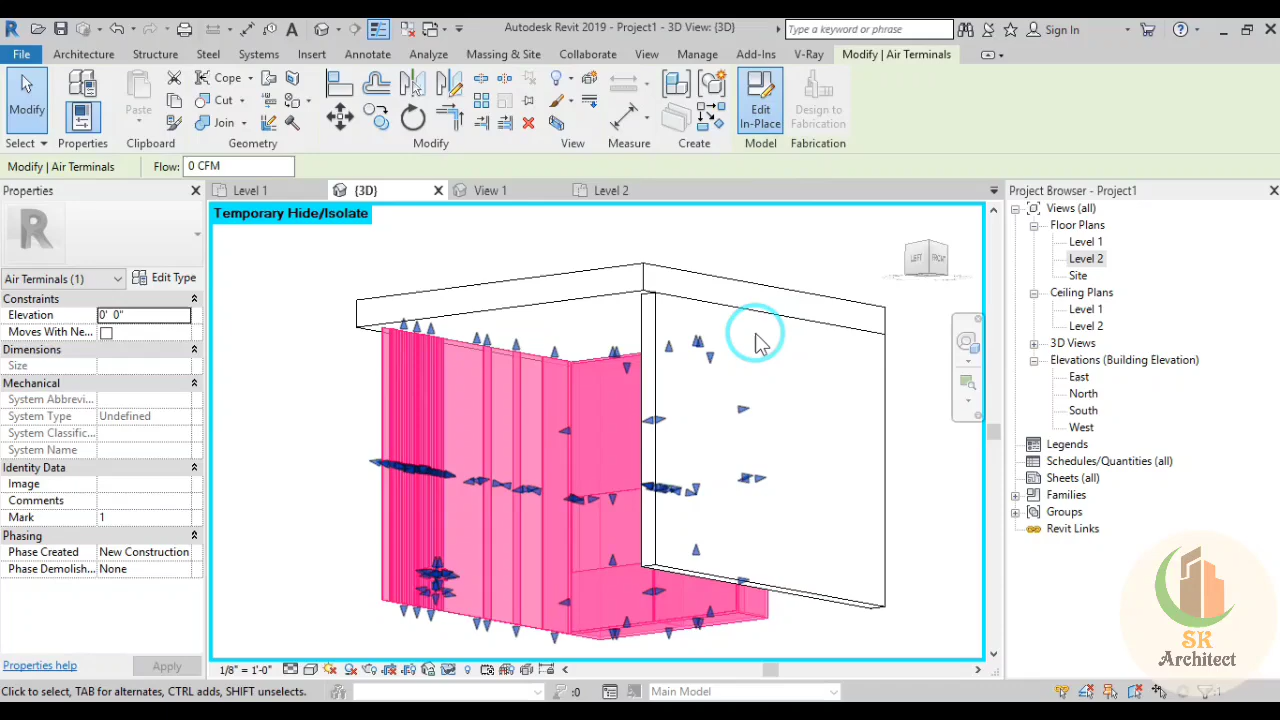 Autodesk Revit 2019 - Project1 - 3D View: {3D}
Type a keyword or phrase
Sign In
File Architecture Structure Steel Systems Insert Annotate Analyze Massing & Site Collaborate View Manage Add-Ins V-Ray Modify | Air Terminals
Modify
Paste
Cope
Cut
Join
Edit
In-Place
Design to
Fabrication
Select Properties Clipboard Geometry Modify View Measure Create Model Fabrication
Modify | Air Terminals Flow: 0 CFM
Properties
Level 1
{3D}
View 1
Level 2
Project Browser - Project1
Temporary Hide/Isolate
LEFT
FRONT
R
Air Terminals (1)
Edit Type
Constraints
Elevation 0' 0"
Moves With Ne...
Dimensions
Size
Mechanical
System Abbrevi...
System Type Undefined
System Classific...
System Name
Identity Data
Image
Comments
Mark 1
Phasing
Phase Created New Construction
Phase Demolish... None
Properties help
Apply
Views (all)
Floor Plans
Level 1
Level 2
Site
Ceiling Plans
Level 1
Level 2
3D Views
Elevations (Building Elevation)
East
North
South
West
Legends
Schedules/Quantities (all)
Sheets (all)
Families
Groups
Revit Links
SK
Architect
1/8" = 1'-0"
Click to select, TAB for alternates, CTRL adds, SHIFT unselects.
:0
Main Model
:1